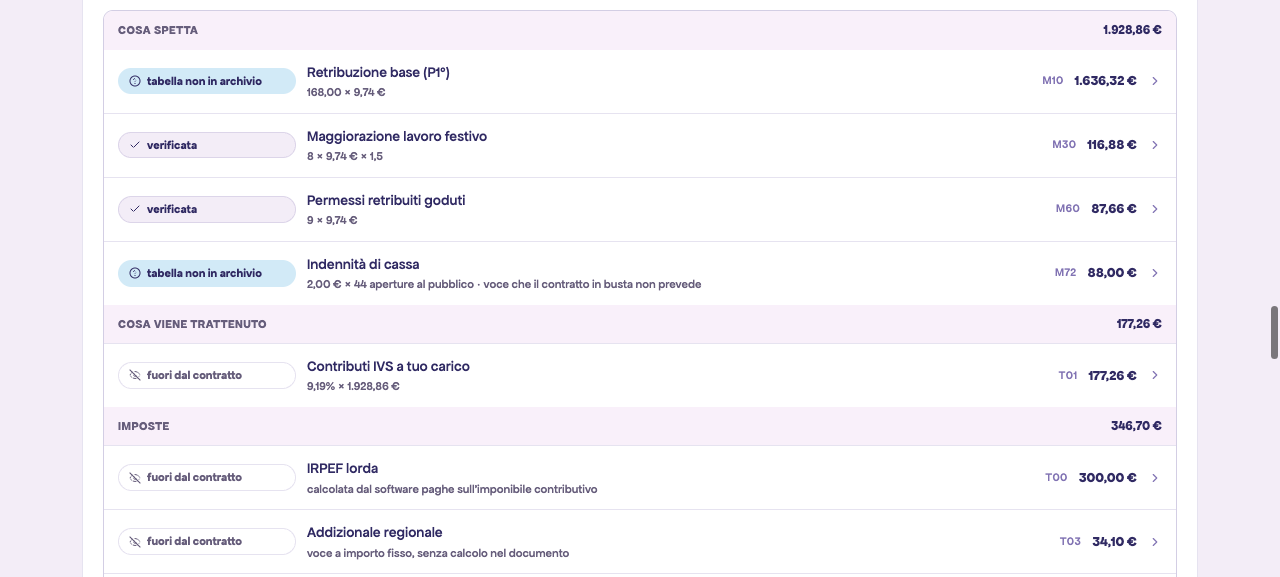 COSA SPETTA 1.928,86 €
tabella non in archivio
Retribuzione base (P1°)
168,00 × 9,74 €
M10 1.636,32 €
verificata
Maggiorazione lavoro festivo
8 × 9,74 € × 1,5
M30 116,88 €
verificata
Permessi retribuiti goduti
9 × 9,74 €
M60 87,66 €
tabella non in archivio
Indennità di cassa
2,00 € × 44 aperture al pubblico · voce che il contratto in busta non prevede
M72 88,00 €
COSA VIENE TRATTENUTO 177,26 €
fuori dal contratto
Contributi IVS a tuo carico
9,19% × 1.928,86 €
T01 177,26 €
IMPOSTE 346,70 €
fuori dal contratto
IRPEF lorda
calcolata dal software paghe sull'imponibile contributivo
T00 300,00 €
fuori dal contratto
Addizionale regionale
voce a importo fisso, senza calcolo nel documento
T03 34,10 €